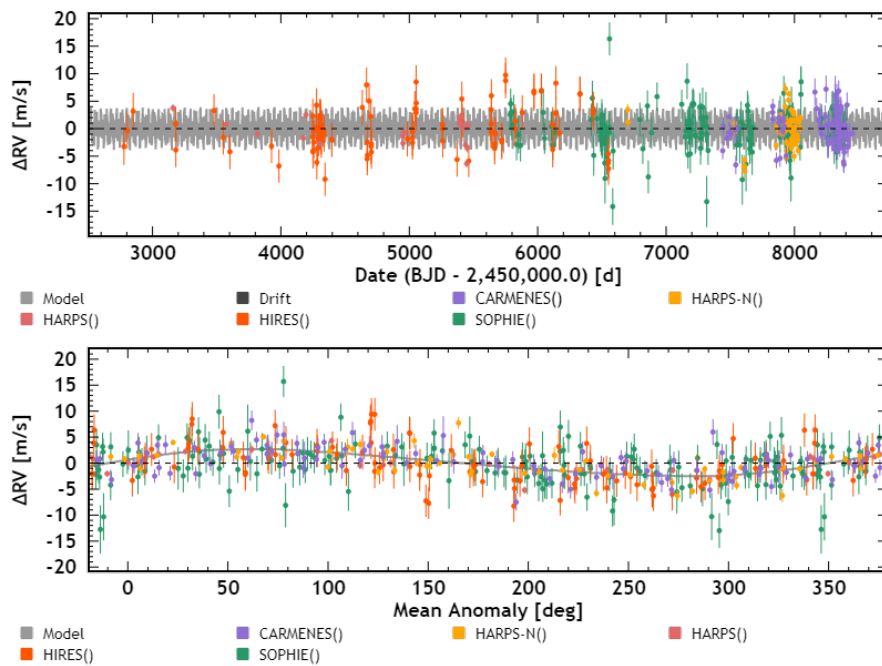 20
15
10
5
0
-5
-10
-15
ΔRV [m/s]
3000 4000 5000 6000 7000 8000
Date (BJD - 2,450,000.0) [d]
Model Drift CARMENES() HARPS-N()
HARPS() HIRES() SOPHIE()
20
15
10
5
0
-5
-10
-15
-20
ΔRV [m/s]
0 50 100 150 200 250 300 350
Mean Anomaly [deg]
Model CARMENES() HARPS-N() HARPS()
HIRES() SOPHIE()